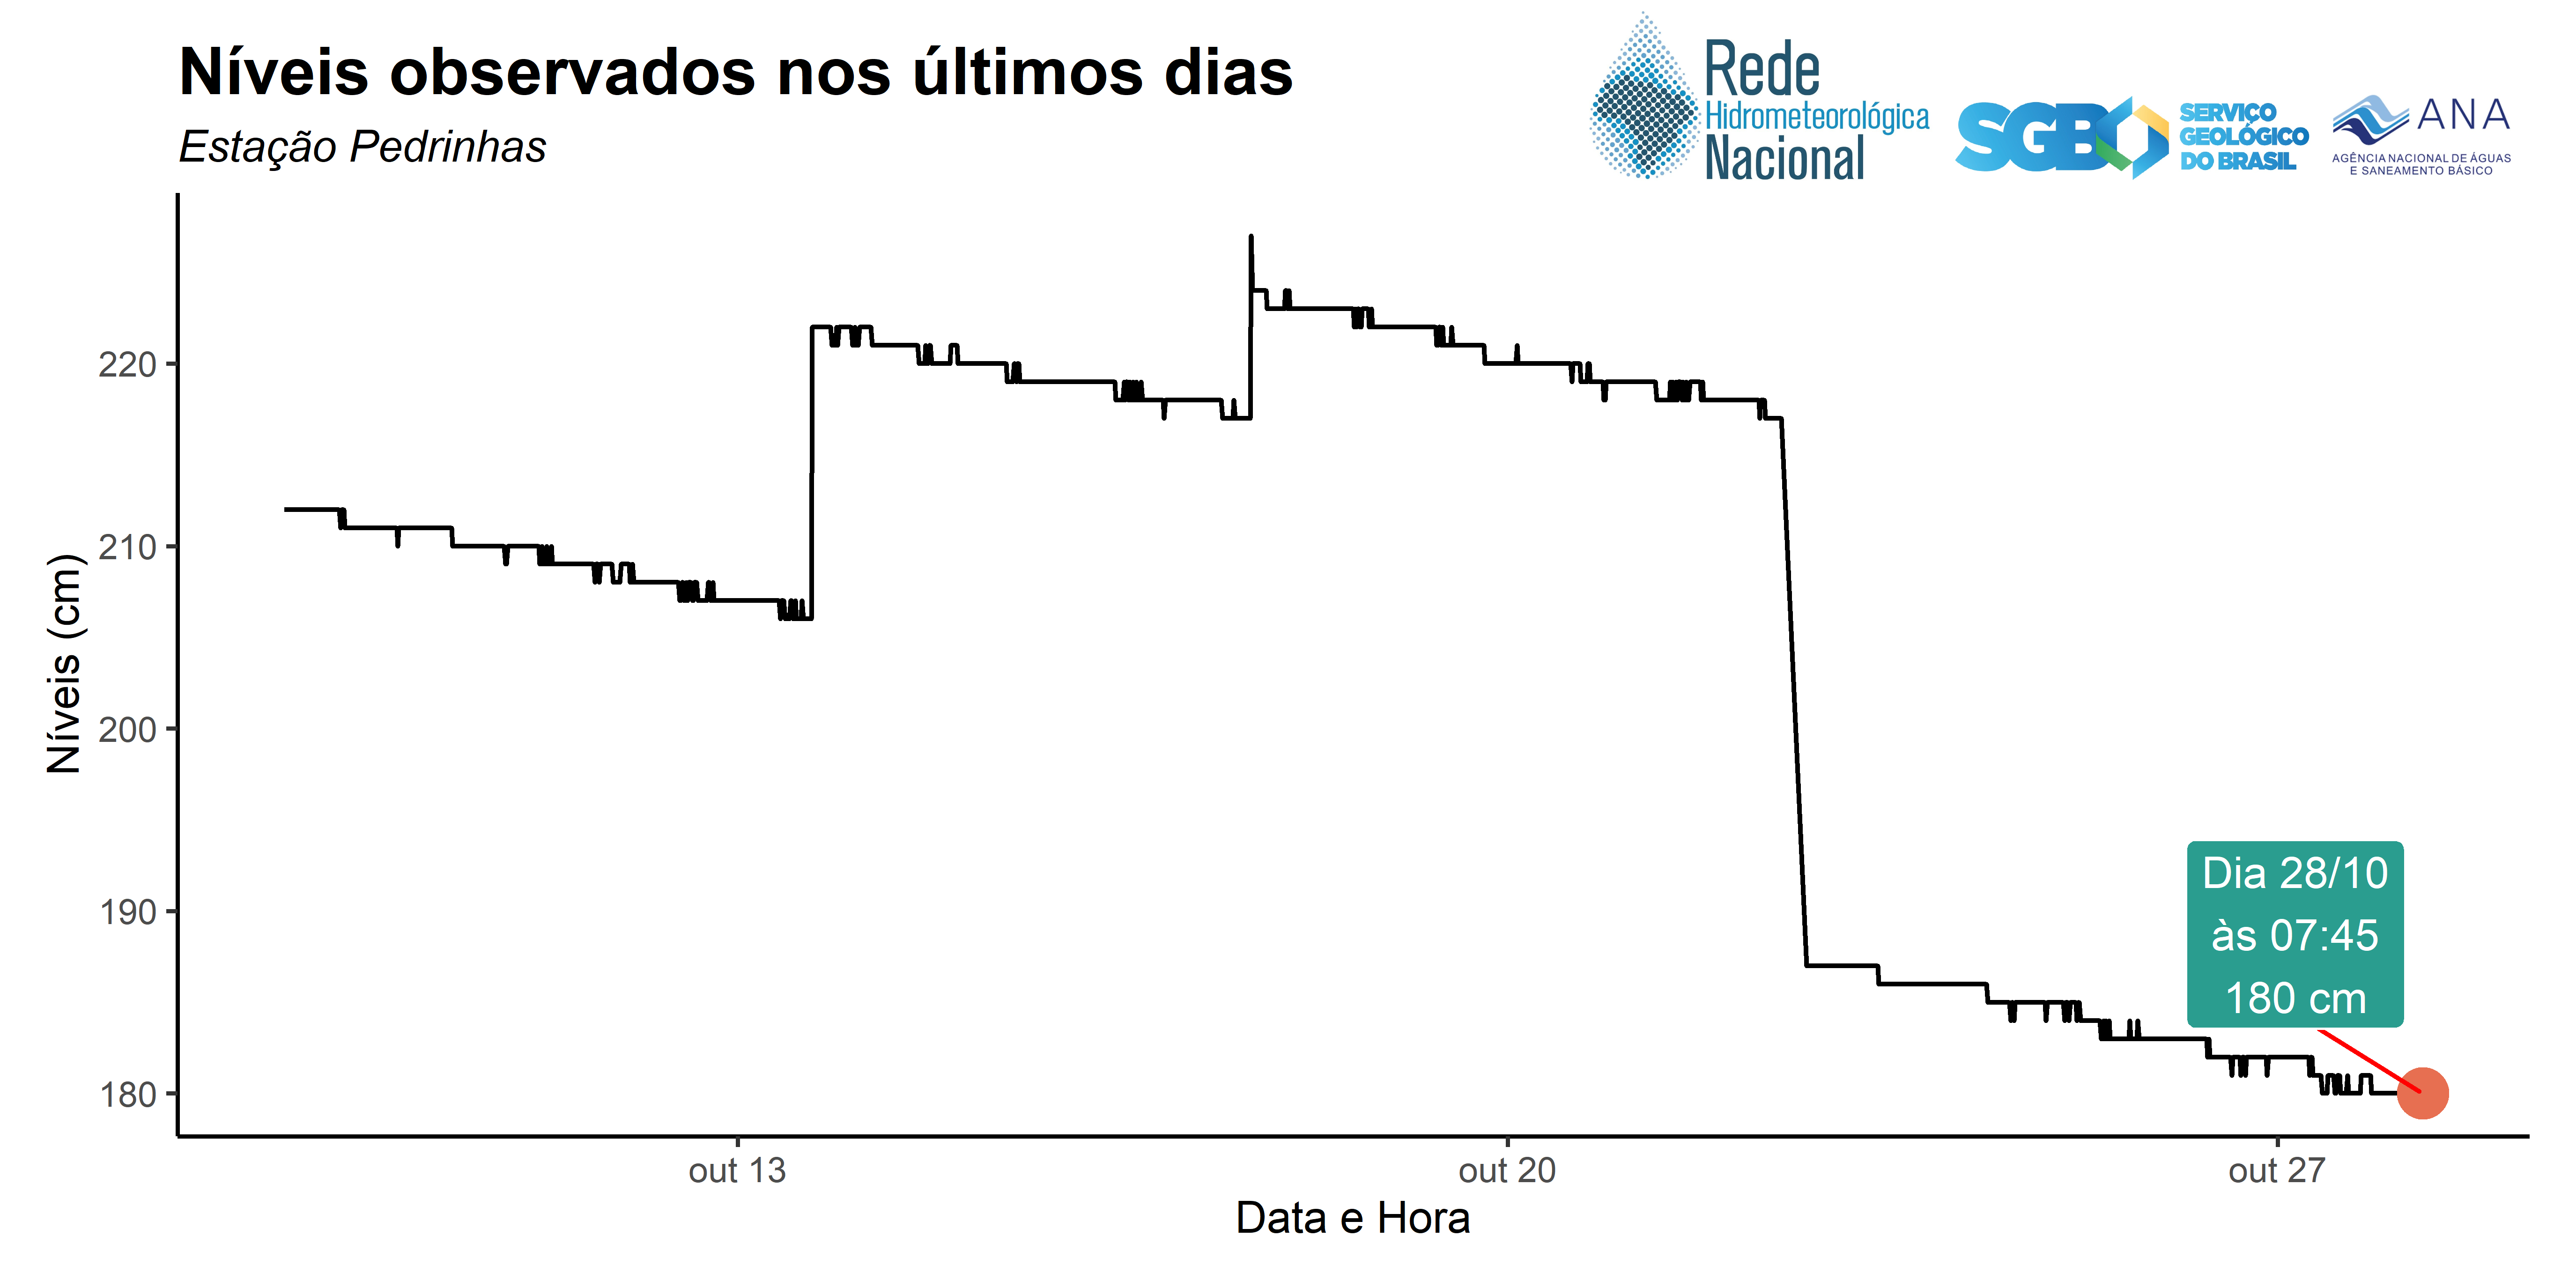 Níveis observados nos últimos dias
Estação Pedrinhas
Rede
Hidrometeorológica
Nacional
SGB
SERVIÇO
GEOLÓGICO
DO BRASIL
ANA
AGÊNCIA NACIONAL DE ÁGUAS
E SANEAMENTO BÁSICO
Níveis (cm)
220
210
200
190
180
Dia 28/10
às 07:45
180 cm
out 13
out 20
out 27
Data e Hora